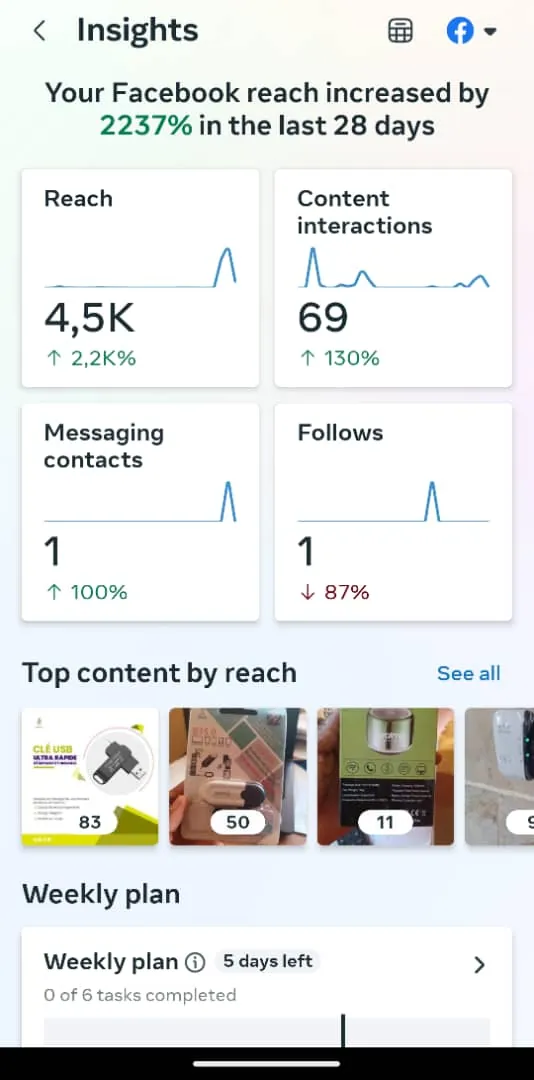 Insights
Your Facebook reach increased by
2237% in the last 28 days
Reach
4,5K
↑ 2,2K%
Content
interactions
69
↑ 130%
Messaging
contacts
1
↑ 100%
Follows
1
↓ 87%
Top content by reach
See all
CLÉ USB
ULTRA RAPIDE
83
50
11
Weekly plan
Weekly plan
5 days left
0 of 6 tasks completed